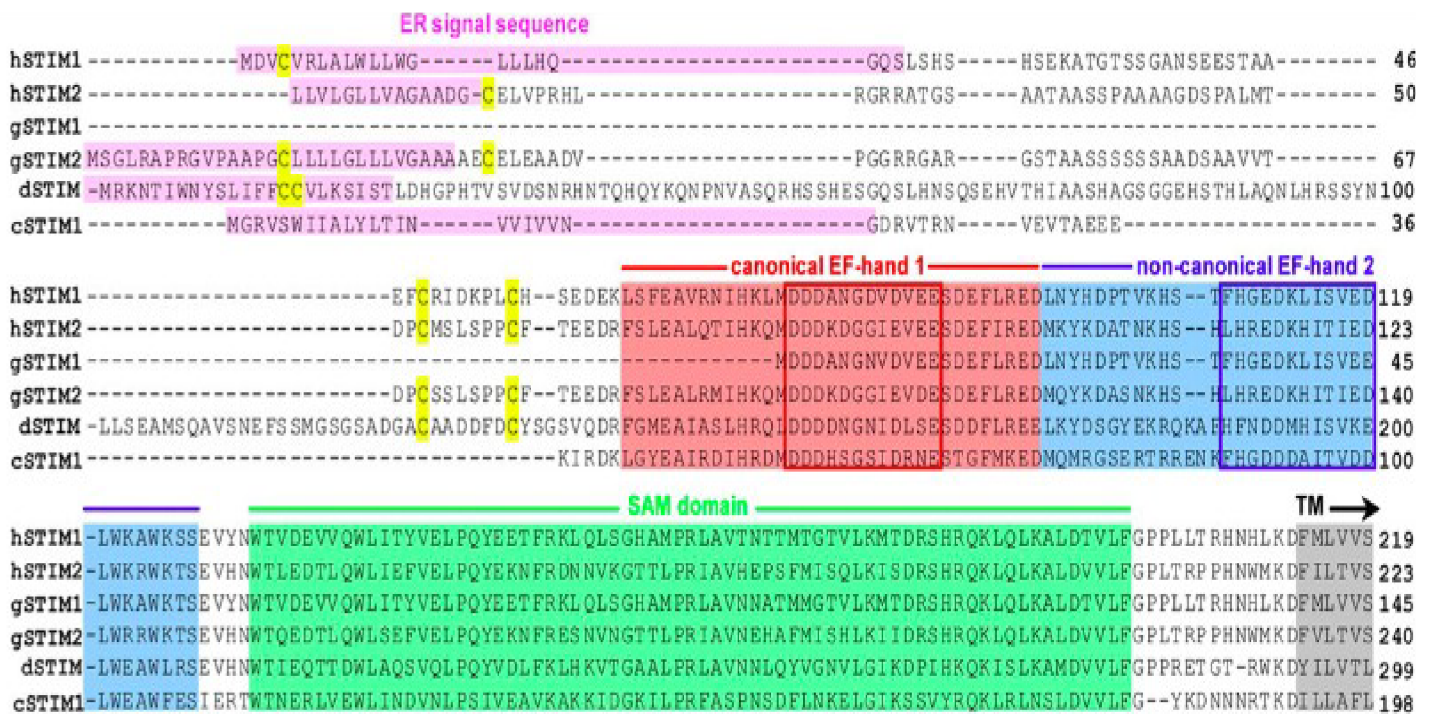 ER signal sequence
hSTIM1 ------------MDVCVRLALWLLWG------LLLHQ------------------------GQSLSHS-----HSEKATGTSSGANSEESTAA-------- 46
hSTIM2 ----------------LLVLGLLVAGAADG-CELVPRHL---------------------RGRRATGS-----AATAASSPAAAAGDSPALMT-------- 50
gSTIM1 -----------------------------------------------------------------------------------------------------
gSTIM2 MSGLRAPRGVPAAPGCLLLLGLLLVGAAAAECELEAADV---------------------PGGRRGAR-----GSTAASSSSSSAADSAAVVT-------- 67
dSTIM -MRKNTIWNYSLIFFCCVLKSISTLDHGPHTVSVDSNRHNTQHQYKQNPNVASQRHSSHESGQSLHNSQSEHVTHIAASHAGSGGEHSTHLAQNLHRSSYN 100
cSTIM1 -----------MGRVSWIIALYLTIN------VVIVVN-----------------------GDRVTRN-----VEVTAEEE-------------------- 36
canonical EF-hand 1 non-canonical EF-hand 2
hSTIM1 ------------------------EFCRIDKPLCH--SEDEKLSFEAVRNIHKLMDDDANGDVDVEESDEFLREDLNYHDPTVKHS--TFHGEDKLISVED 119
hSTIM2 ------------------------DPCMSLSPPCF--TEEDRFSLEALQTIHKQMDDDKDGGIEVEESDEFIREDMKYKDATNKHS--HLHREDKHITIED 123
gSTIM1 ------------------------------------------------------MDDDANGNVDVEESDEFLREDLNYHDPTVKHS--TFHGEDKLISVEE 45
gSTIM2 ------------------------DPCSSLSPPCF--TEEDRFSLEALRMIHKQMDDDKDGGIEVDESDEFLREDMQYKDASNKHS--HLHREDKHITIED 140
dSTIM -LLSEAMSQAVSNEFSSMGSGSADGACAADDFDCYSGSVQDRFGMEAIASLHRQLDDDDNGNIDLSESDDFLREELKYDSGYEKRQKAFHFNDDMHISVKE 200
cSTIM1 -------------------------------------KIRDKLGYEAIRDIHRDMDDDHSGSIDRNESTGFMKEDMQMRGSERTRRENKFHGDDDAITVDD 100
SAM domain TM
hSTIM1 -LWKAWKSSEVYNWTVDEVVQWLITYVELPQYEETFRKLQLSGHAMPRLAVTNTTMTGTVLKMTDRSHRQKLQLKALDTVLFGPPLLTRHNHLKDFMLVVS 219
hSTIM2 -LWKRWKTSEVHNWTLEDTLQWLIEFVELPQYEKNFRDNNVKGTTLPRIAVHEPSFMISQLKISDRSHRQKLQLKALDVVLFGPLTRPPHNWMKDFILTVS 223
gSTIM1 -LWKAWKTSEVYNWTVDEVVQWLITYVELPQYEETFRKLQLSGHAMPRLAVNNATMMGTVLKMTDRSHRQKLQLKALDTVLFGPPLLTRHNHLKDFMLVVS 145
gSTIM2 -LWRRWKTSEVHNWTQEDTLQWLSEFVELPQYEKNFRESNVNGTTLPRIAVNEHAFMISHLKIIDRSHRQKLQLKALDVVLFGPLTRPPHNWMKDFVLTVS 240
dSTIM -LWEAWLRSEVHNWTIEQTTDWLAQSVQLPQYVDLFKLHKVTGAALPRLAVNNLQYVGNVLGIKDPIHKQKISLKAMDVVLFGPPRETGT-RWKDYILVTL 299
cSTIM1 -LWEAWFESIERTWTNERLVEWLINDVNLPSIVEAVKAKKIDGKILPRFASPNSDFLNKELGIKSSVYRQKLRLNSLDVVLFG--YKDNNNRTKDILLAFL 198